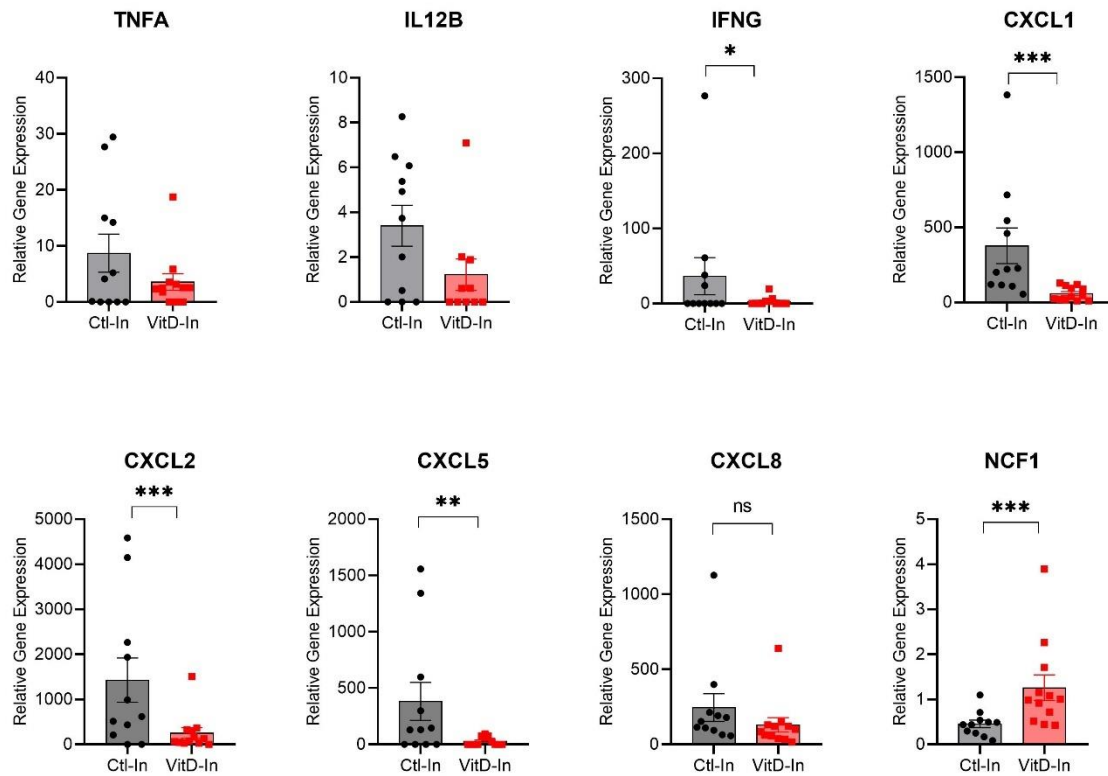 TNFA
Relative Gene Expression
40
30
20
10
0
Ctl-In VitD-In
IL12B
Relative Gene Expression
10
8
6
4
2
0
Ctl-In VitD-In
IFNG
*
Relative Gene Expression
300
200
100
0
Ctl-In VitD-In
CXCL1
***
Relative Gene Expression
1500
1000
500
0
Ctl-In VitD-In
CXCL2
***
Relative Gene Expression
5000
4000
3000
2000
1000
0
Ctl-In VitD-In
CXCL5
**
Relative Gene Expression
2000
1500
1000
500
0
Ctl-In VitD-In
CXCL8
ns
Relative Gene Expression
1500
1000
500
0
Ctl-In VitD-In
NCF1
***
Relative Gene Expression
5
4
3
2
1
0
Ctl-In VitD-In